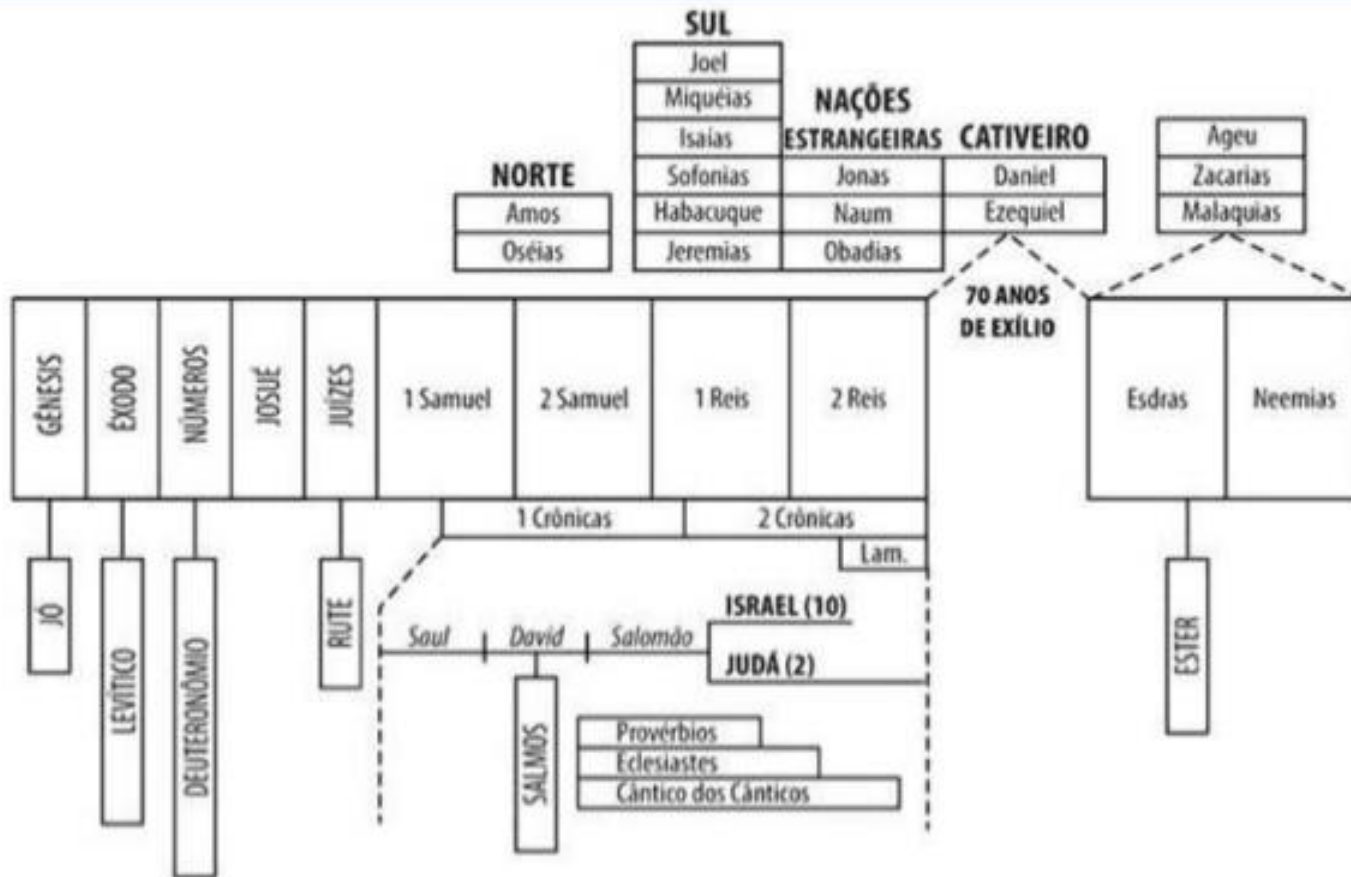 SUL
Joel
Miquéias
Isaías
Sofonias
Habacuque
Jeremias
NAÇÕES
ESTRANGEIRAS
Jonas
Naum
Obadias
CATIVEIRO
Daniel
Ezequiel
Ageu
Zacarias
Malaquias
NORTE
Amos
Oséias
70 ANOS
DE EXÍLIO
GÊNESIS
ÊXODO
NÚMEROS
JOSUÉ
JUÍZES
1 Samuel
2 Samuel
1 Reis
2 Reis
Esdras
Neemias
1 Crônicas
2 Crônicas
Lam.
JÓ
LEVÍTICO
DEUTERONÔMIO
RUTE
ISRAEL (10)
Saul
David
Salomão
JUDÁ (2)
SALMOS
Provérbios
Eclesiastes
Cântico dos Cânticos
ESTER